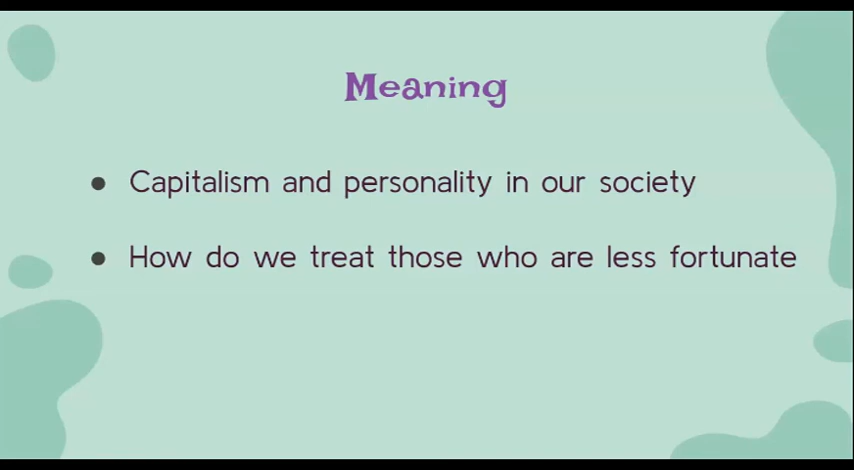 Meaning
● Capitalism and personality in our society
● How do we treat those who are less fortunate